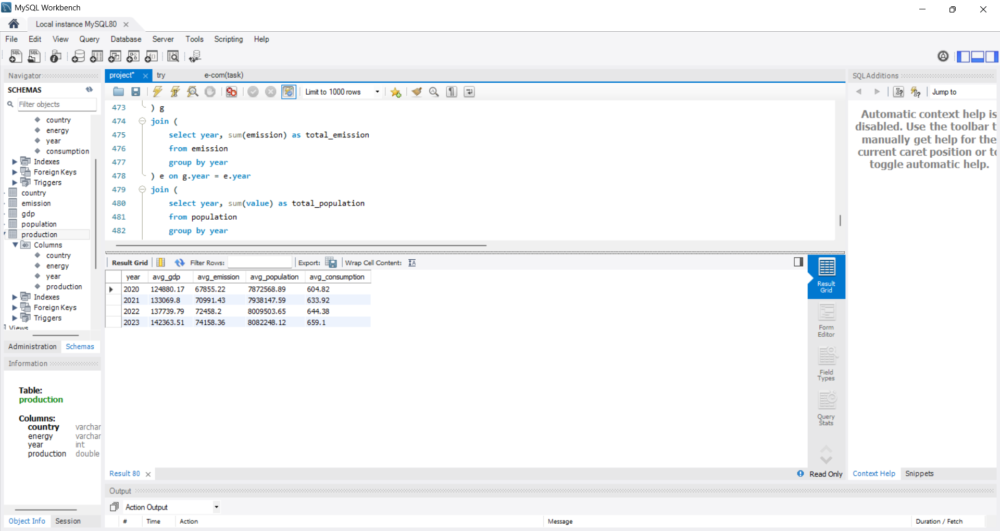 MySQL Workbench
Local instance MySQL80
File Edit View Query Database Server Tools Scripting Help
Navigator
SCHEMAS
Filter objects
country
energy
year
consumption
Indexes
Foreign Keys
Triggers
country
emission
gdp
population
production
Columns
country
energy
year
production
Indexes
Foreign Keys
Triggers
Views
Administration Schemas
Information
Table:
production
Columns:
country varchar
energy varchar
year int
production double
Object Info Session
project* try e-com(task)
Limit to 1000 rows
473 ) g
474 join (
475 select year, sum(emission) as total_emission
476 from emission
477 group by year
478 ) e on g.year = e.year
479 join (
480 select year, sum(value) as total_population
481 from population
482 group by year
Result Grid Filter Rows: Export: Wrap Cell Content:
year avg_gdp avg_emission avg_population avg_consumption
2020 124880.17 67855.22 7872568.89 604.82
2021 133069.8 70991.43 7938147.59 633.92
2022 137739.79 72458.2 8009503.65 644.38
2023 142363.51 74158.36 8082248.12 659.1
Result
Grid
Form
Editor
Field
Types
Query
Stats
Result 80
Read Only
Output
Action Output
# Time Action Message Duration / Fetch
SQLAdditions
Jump to
Automatic context help is
disabled. Use the toolbar t
manually get help for the
current caret position or to
toggle automatic help.
Context Help Snippets